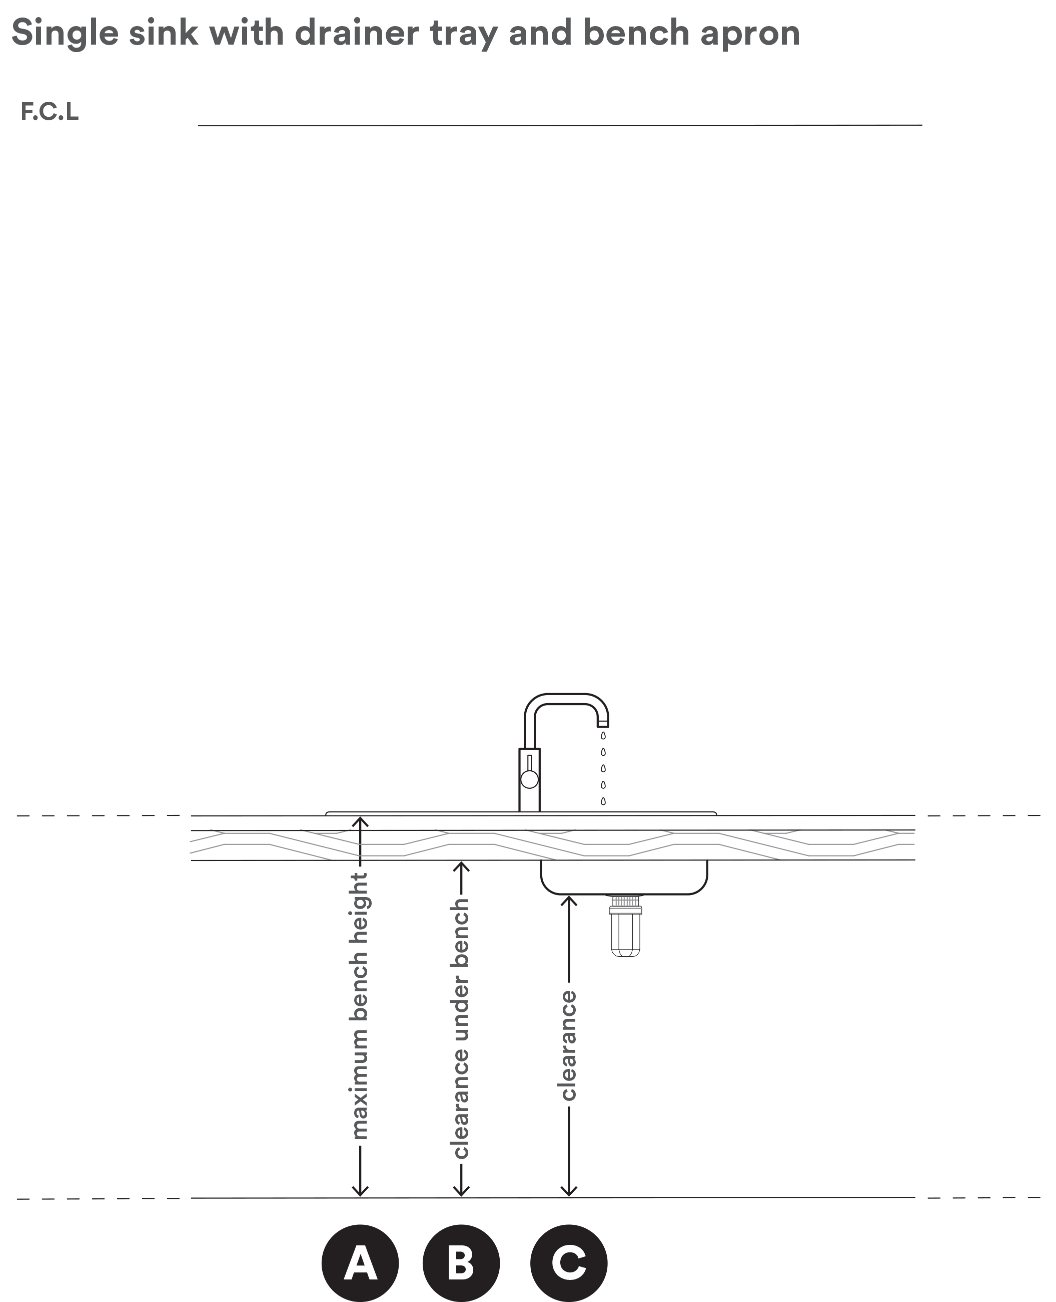 Single sink with drainer tray and bench apron
F.C.L
maximum bench height
clearance under bench
clearance
A
B
C